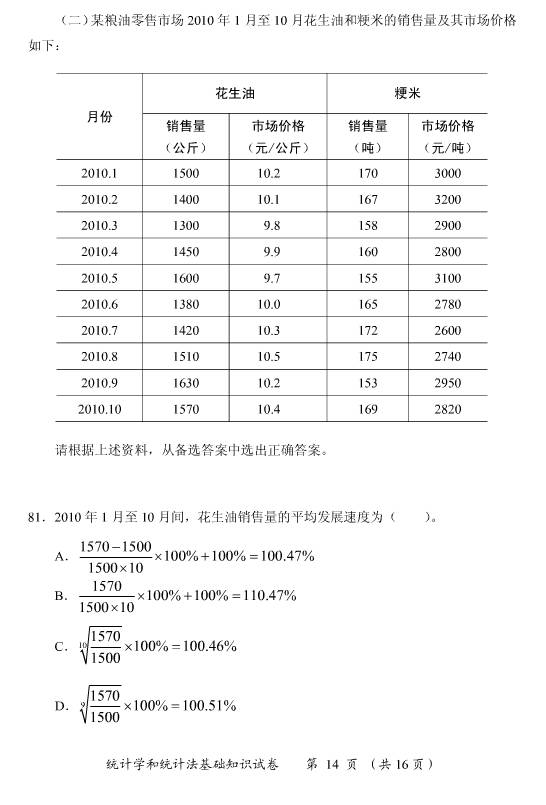 （二）某粮油零售市场 2010 年 1 月至 10 月花生油和粳米的销售量及其市场价格
如下：
月份 花生油 粳米
销售量（公斤） 市场价格（元/公斤） 销售量（吨） 市场价格（元/吨）
2010.1 1500 10.2 170 3000
2010.2 1400 10.1 167 3200
2010.3 1300 9.8 158 2900
2010.4 1450 9.9 160 2800
2010.5 1600 9.7 155 3100
2010.6 1380 10.0 165 2780
2010.7 1420 10.3 172 2600
2010.8 1510 10.5 175 2740
2010.9 1630 10.2 153 2950
2010.10 1570 10.4 169 2820
请根据上述资料，从备选答案中选出正确答案。
81．2010 年 1 月至 10 月间，花生油销售量的平均发展速度为（　　）。
A． (1570－1500)/(1500×10) ×100%＋100%＝100.47%
B． 1570/(1500×10) ×100%＋100%＝110.47%
C． ¹⁰√(1570/1500) ×100%＝100.46%
D． ⁹√(1570/1500) ×100%＝100.51%
统计学和统计法基础知识试卷　第 14 页 （共 16 页）